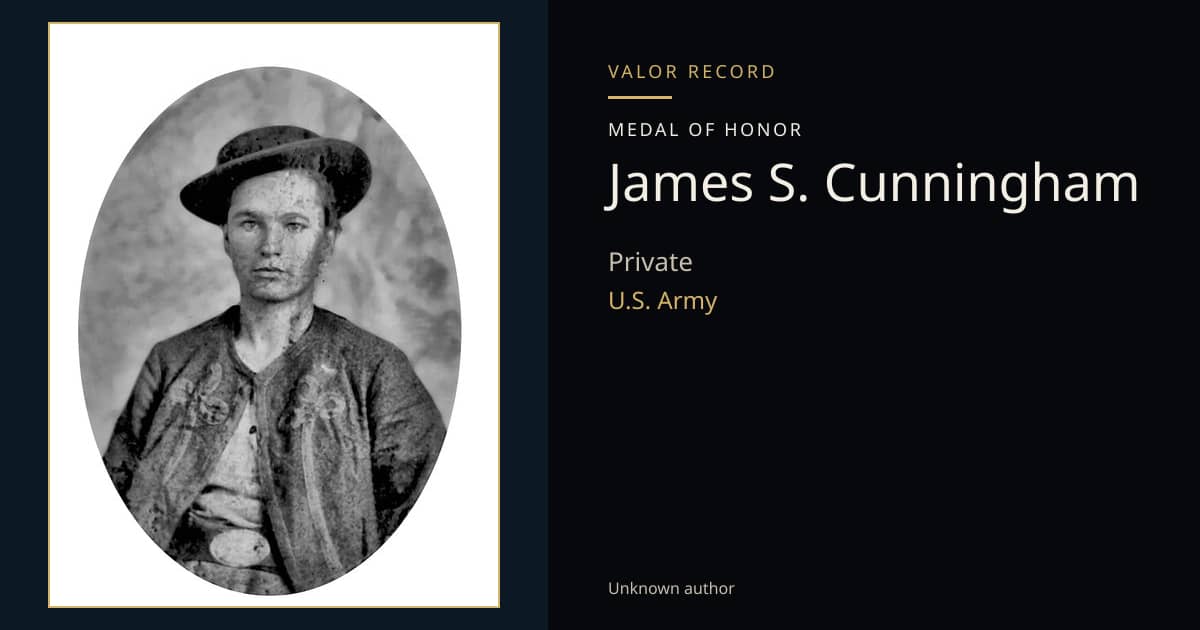 VALOR RECORD
MEDAL OF HONOR
James S. Cunningham
Private
U.S. Army
Unknown author